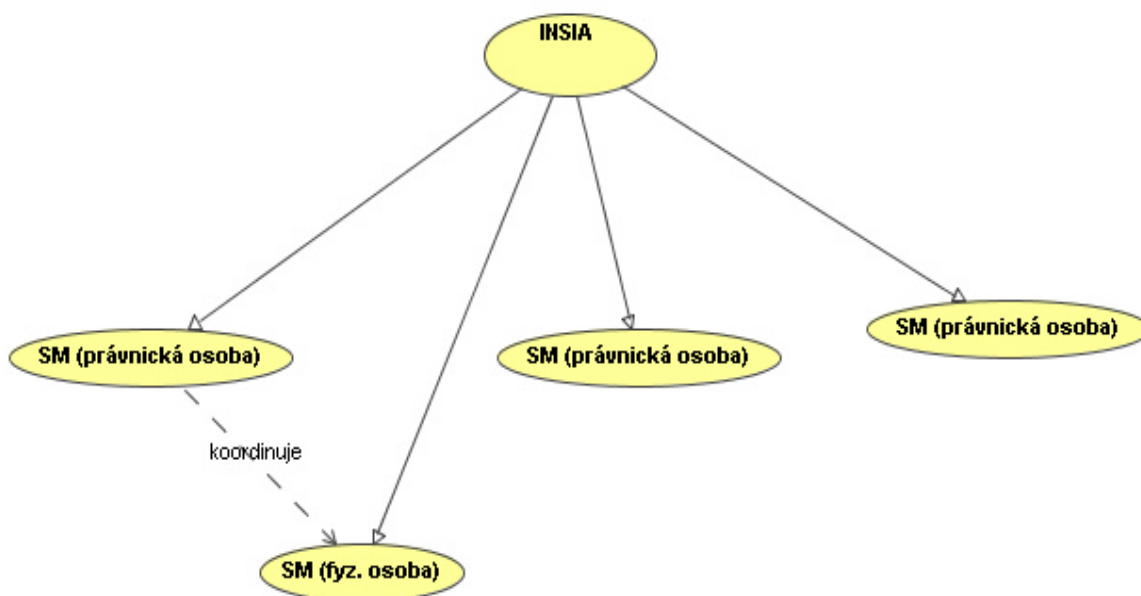 INSIA
SM (právnická osoba)
SM (právnická osoba)
SM (právnická osoba)
koordinuje
SM (fyz. osoba)